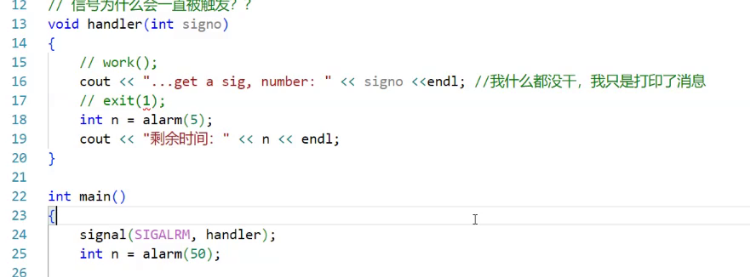 12 // 信号为什么会一直被触发？？
13 void handler(int signo)
14 {
15 // work();
16 cout << "...get a sig, number: " << signo <<endl; //我什么都没干，我只是打印了消息
17 // exit(1);
18 int n = alarm(5);
19 cout << "剩余时间：" << n << endl;
20 }
21
22 int main()
23 {
24 signal(SIGALRM, handler);
25 int n = alarm(50);
26